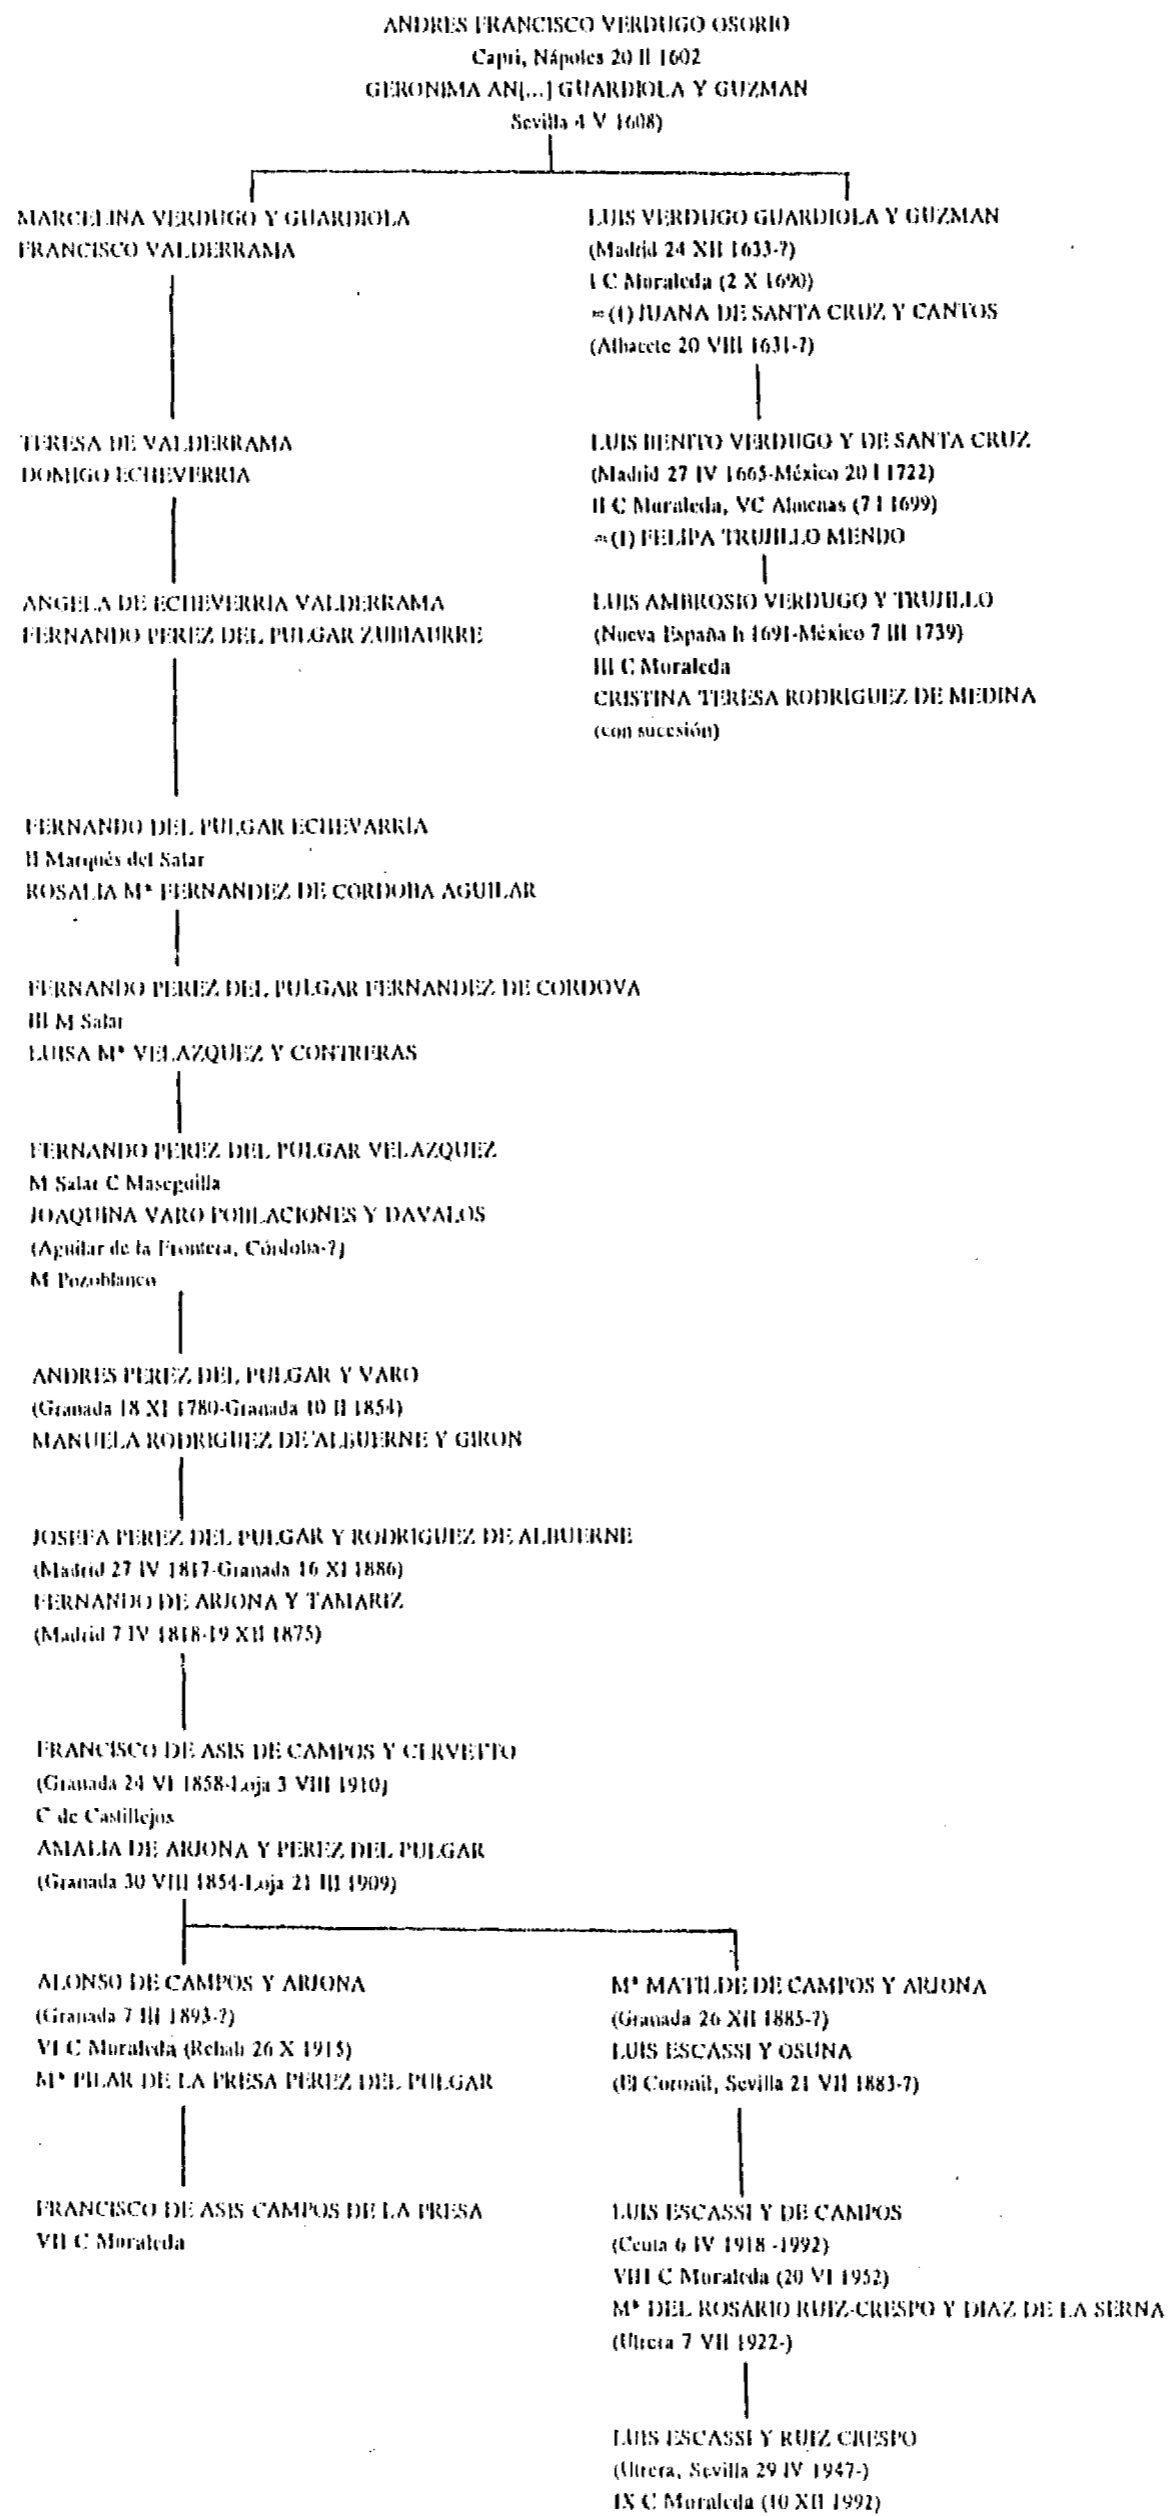 ANDRES FRANCISCO VERDUGO OSORIO
Capri, Nápoles 20 II 1602
GERONIMA AN[...] GUARDIOLA Y GUZMAN
Sevilla 4 V 1608)
MARCELINA VERDUGO Y GUARDIOLA
FRANCISCO VALDERRAMA
LUIS VERDUGO GUARDIOLA Y GUZMAN
(Madrid 24 XII 1633-?)
I C Moraleda (2 X 1690)
=(1) JUANA DE SANTA CRUZ Y CANTOS
(Albacete 20 VIII 1631-?)
TERESA DE VALDERRAMA
DOMIGO ECHEVERRIA
LUIS BENITO VERDUGO Y DE SANTA CRUZ
(Madrid 27 IV 1665-México 20 I 1722)
II C Moraleda, VC Almenas (7 I 1699)
=(1) FELIPA TRUJILLO MENDO
ANGELA DE ECHEVERRIA VALDERRAMA
FERNANDO PEREZ DEL PULGAR ZUBIAURRE
LUIS AMBROSIO VERDUGO Y TRUJILLO
(Nueva España h 1691-México 7 III 1739)
III C Moraleda
CRISTINA TERESA RODRIGUEZ DE MEDINA
(con sucesión)
FERNANDO DEL PULGAR ECHEVARRIA
II Marqués del Salar
ROSALIA Mª FERNANDEZ DE CORDOBA AGUILAR
FERNANDO PEREZ DEL PULGAR FERNANDEZ DE CORDOVA
III M Salar
LUISA Mª VELAZQUEZ Y CONTRERAS
FERNANDO PEREZ DEL PULGAR VELAZQUEZ
M Salar C Maseguilla
JOAQUINA VARO POBLACIONES Y DAVALOS
(Aguilar de la Frontera, Córdoba-?)
M Pozoblanco
ANDRES PEREZ DEL PULGAR Y VARO
(Granada 18 XI 1780-Granada 10 II 1854)
MANUELA RODRIGUEZ DE ALBUERNE Y GIRON
JOSEFA PEREZ DEL PULGAR Y RODRIGUEZ DE ALBUERNE
(Madrid 27 IV 1817-Granada 16 XI 1886)
FERNANDO DE ARJONA Y TAMARIZ
(Madrid 7 IV 1818-19 XII 1875)
FRANCISCO DE ASIS DE CAMPOS Y CERVETTO
(Granada 24 VI 1858-Loja 3 VIII 1910)
C de Castillejos
AMALIA DE ARJONA Y PEREZ DEL PULGAR
(Granada 30 VIII 1854-Loja 21 III 1909)
ALONSO DE CAMPOS Y ARJONA
(Granada 7 III 1893-?)
VI C Moraleda (Rehab 26 X 1915)
Mª PILAR DE LA PRESA PEREZ DEL PULGAR
Mª MATILDE DE CAMPOS Y ARJONA
(Granada 26 XII 1885-?)
LUIS ESCASSI Y OSUNA
(El Coronil, Sevilla 21 VII 1883-?)
FRANCISCO DE ASIS CAMPOS DE LA PRESA
VII C Moraleda
LUIS ESCASSI Y DE CAMPOS
(Ceuta 6 IV 1918 -1992)
VIII C Moraleda (20 VI 1952)
Mª DEL ROSARIO RUIZ-CRESPO Y DIAZ DE LA SERNA
(Utrera 7 VII 1922-)
LUIS ESCASSI Y RUIZ CRESPO
(Utrera, Sevilla 29 IV 1947-)
IX C Moraleda (10 XII 1992)